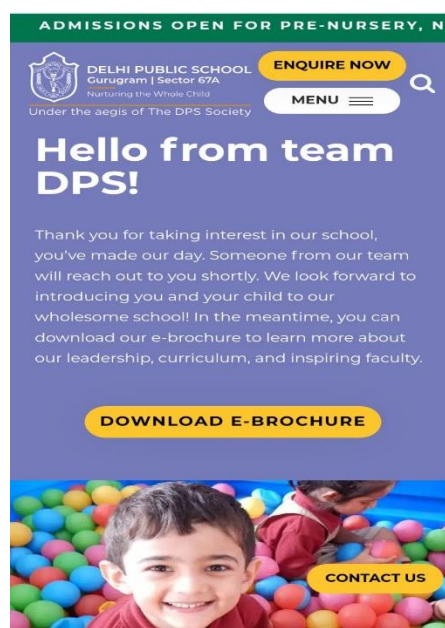 ADMISSIONS OPEN FOR PRE-NURSERY, N
DELHI PUBLIC SCHOOL
Gurugram | Sector 67A
Nurturing the Whole Child
Under the aegis of The DPS Society
ENQUIRE NOW
MENU
Hello from team
DPS!
Thank you for taking interest in our school,
you've made our day. Someone from our team
will reach out to you shortly. We look forward to
introducing you and your child to our
wholesome school! In the meantime, you can
download our e-brochure to learn more about
our leadership, curriculum, and inspiring faculty.
DOWNLOAD E-BROCHURE
CONTACT US